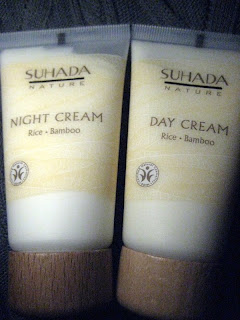 SUHADA
NATURE
NIGHT CREAM
Rice • Bamboo
SUHADA
NATURE
DAY CREAM
Rice • Bamboo